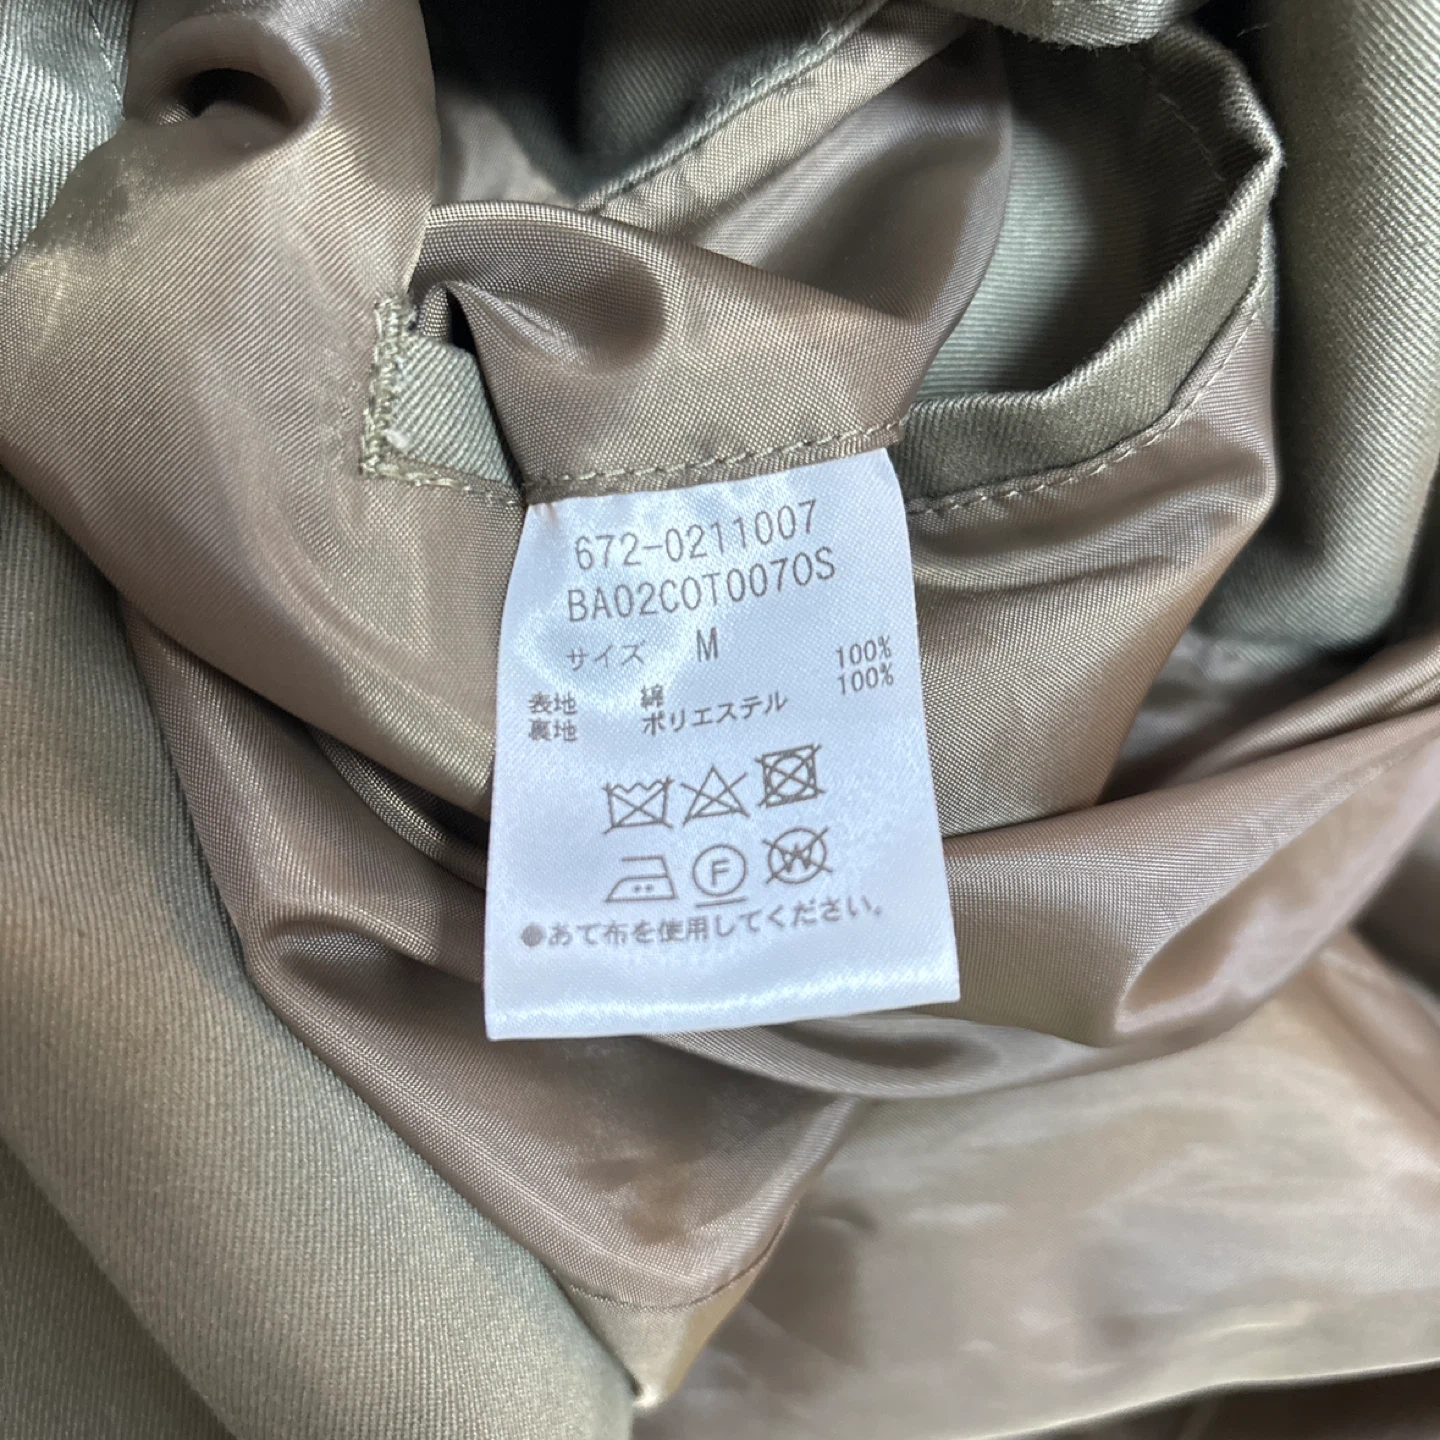 672-0211007
BA02COT0070S
サイズ M
表地 綿 100%
裏地 ポリエステル 100%
F W
●あて布を使用してください。